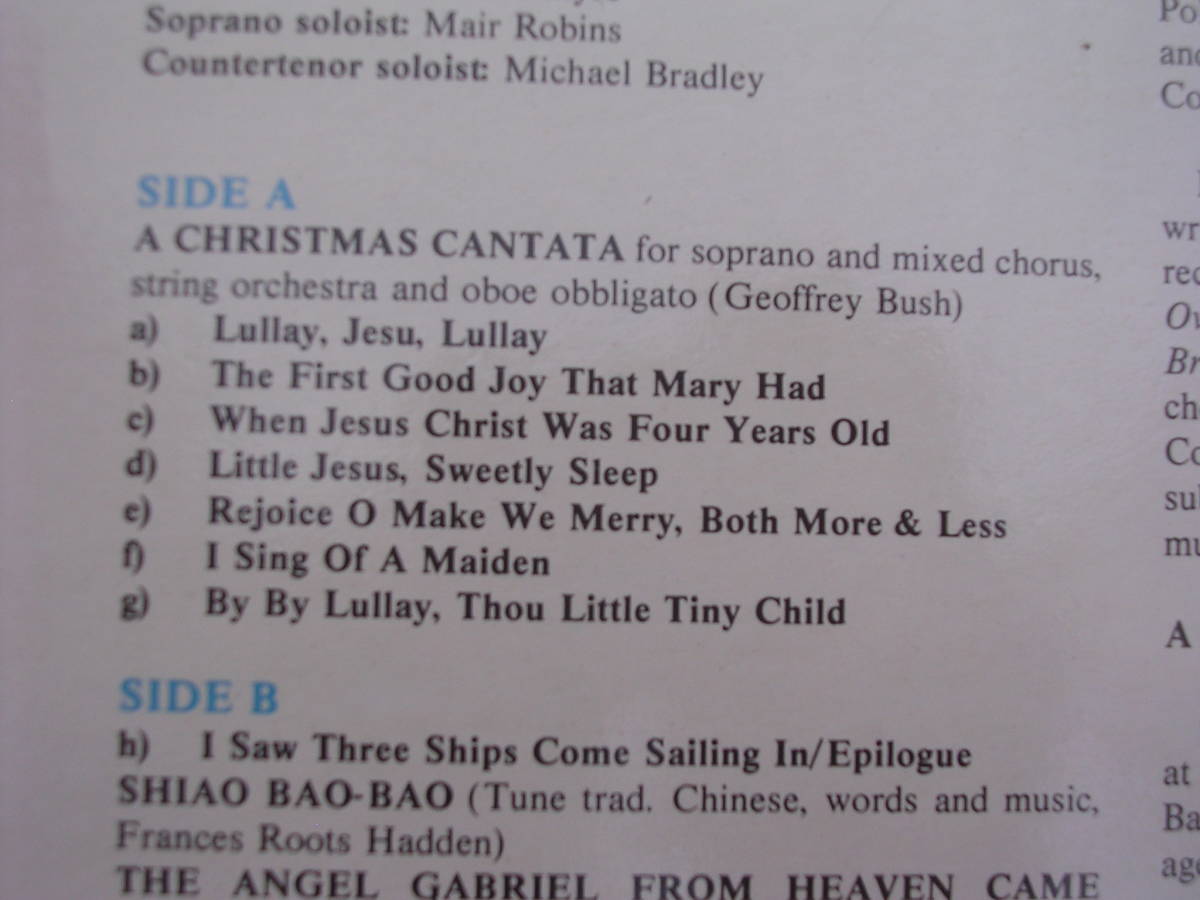 Soprano soloist: Mair Robins
Countertenor soloist: Michael Bradley
SIDE A
A CHRISTMAS CANTATA for soprano and mixed chorus,
string orchestra and oboe obbligato (Geoffrey Bush)
a) Lullay, Jesu, Lullay
b) The First Good Joy That Mary Had
c) When Jesus Christ Was Four Years Old
d) Little Jesus, Sweetly Sleep
e) Rejoice O Make We Merry, Both More & Less
f) I Sing Of A Maiden
g) By By Lullay, Thou Little Tiny Child
SIDE B
h) I Saw Three Ships Come Sailing In/Epilogue
SHIAO BAO-BAO (Tune trad. Chinese, words and music,
Frances Roots Hadden)
THE ANGEL GABRIEL FROM HEAVEN CAME
A
at